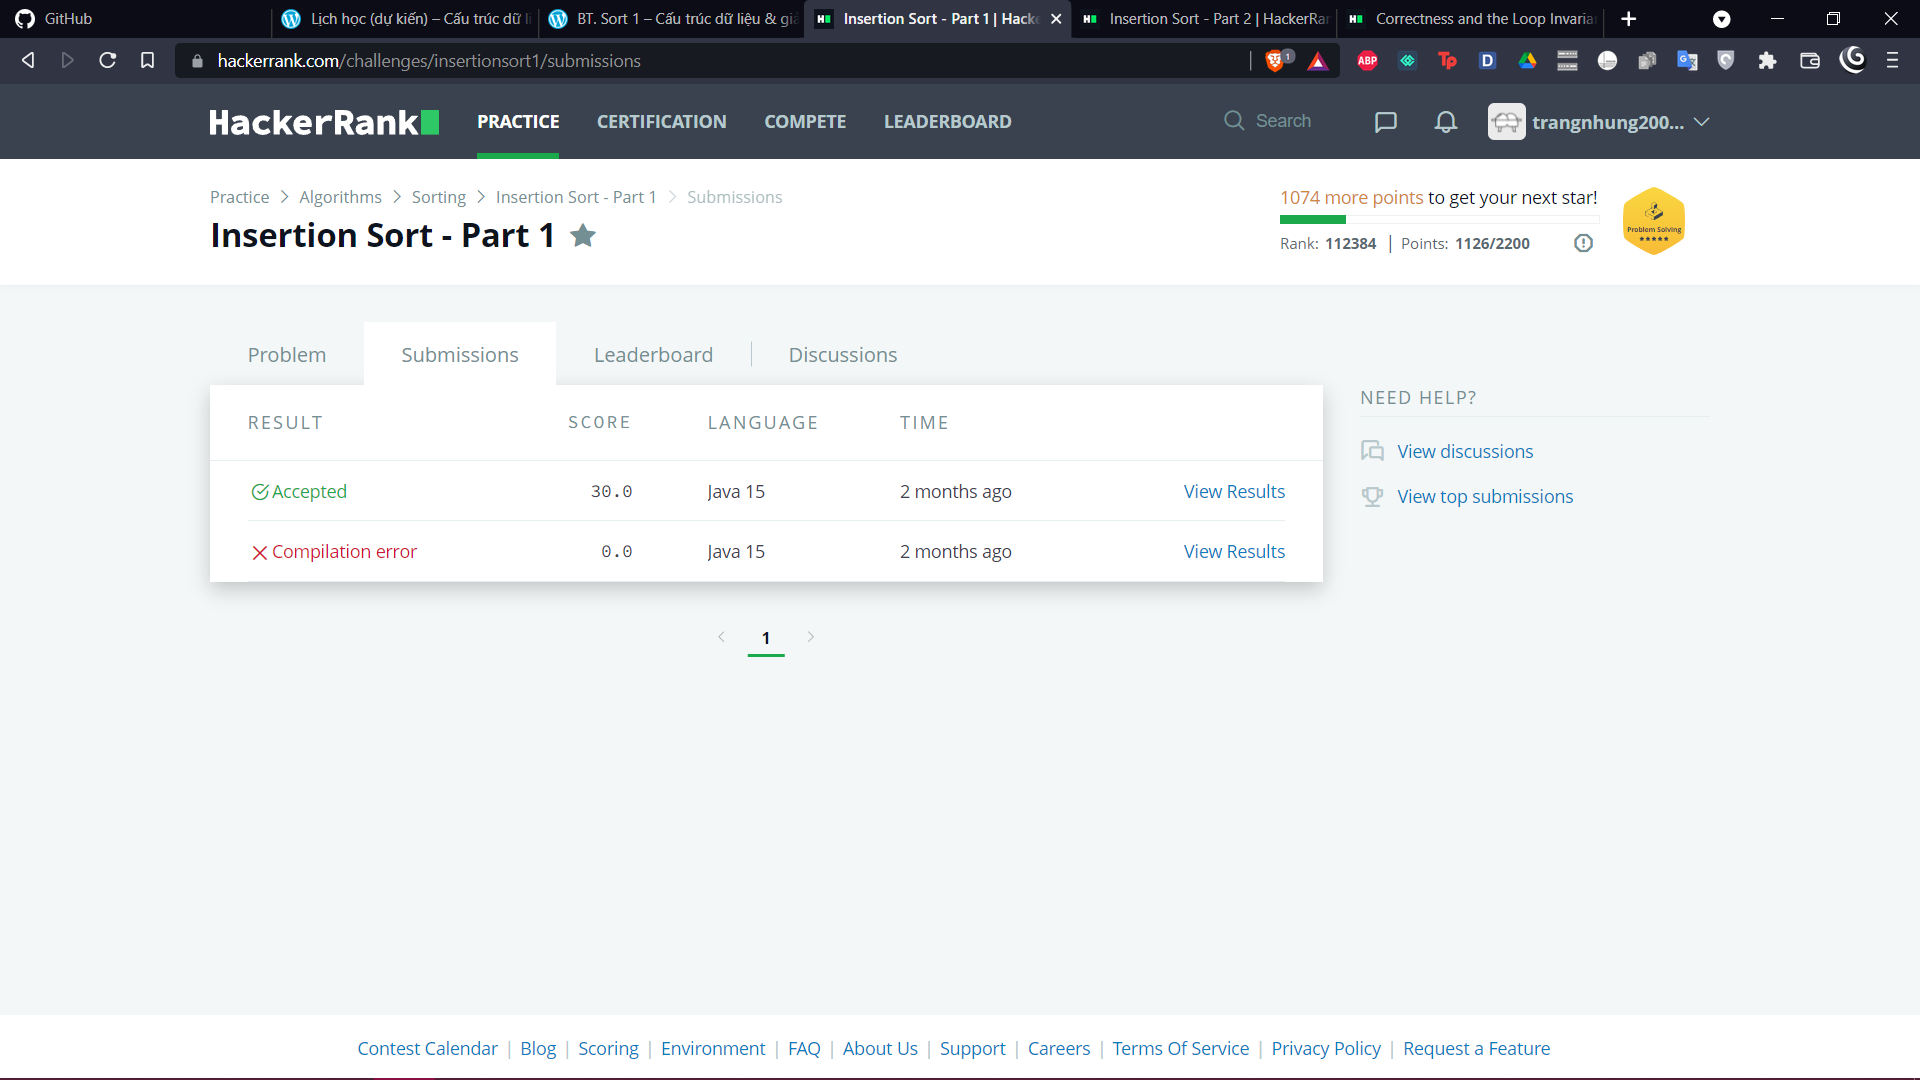 GitHub
Lịch học (dự kiến) – Cấu trúc dữ l
BT. Sort 1 – Cấu trúc dữ liệu & gi
Insertion Sort - Part 1 | Hack
Insertion Sort - Part 2 | HackerRa
Correctness and the Loop Invaria
hackerrank.com/challenges/insertionsort1/submissions
1
ABP
Tp
D
HackerRank
PRACTICE
CERTIFICATION
COMPETE
LEADERBOARD
Search
trangnhung200...
Practice > Algorithms > Sorting > Insertion Sort - Part 1 > Submissions
Insertion Sort - Part 1
1074 more points to get your next star!
Rank: 112384 | Points: 1126/2200
Problem Solving
Problem
Submissions
Leaderboard
Discussions
RESULT SCORE LANGUAGE TIME
Accepted 30.0 Java 15 2 months ago View Results
Compilation error 0.0 Java 15 2 months ago View Results
1
NEED HELP?
View discussions
View top submissions
Contest Calendar | Blog | Scoring | Environment | FAQ | About Us | Support | Careers | Terms Of Service | Privacy Policy | Request a Feature